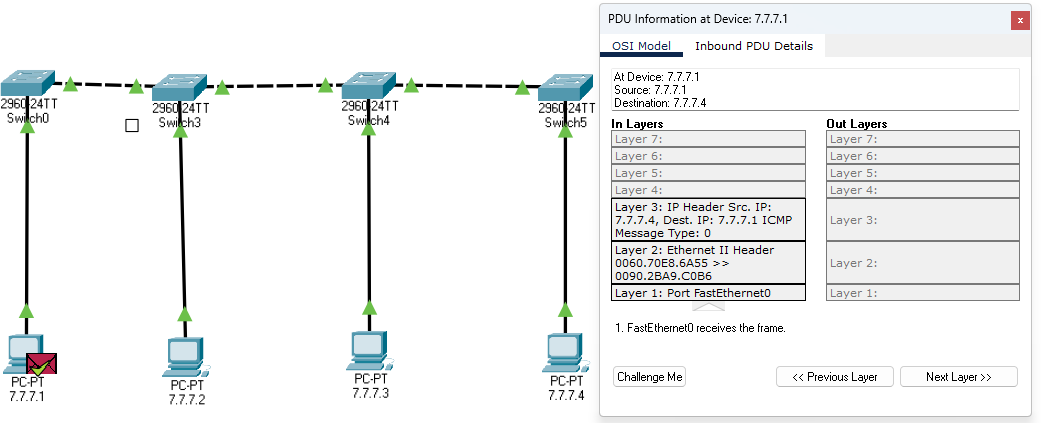 2960-24TT
Switch0
2960-24TT
Switch3
2960-24TT
Switch4
2960-24TT
Switch5
PC-PT
7.7.7.1
PC-PT
7.7.7.2
PC-PT
7.7.7.3
PC-PT
7.7.7.4
PDU Information at Device: 7.7.7.1
x
OSI Model
Inbound PDU Details
At Device: 7.7.7.1
Source: 7.7.7.1
Destination: 7.7.7.4
In Layers
Layer 7:
Layer 6:
Layer 5:
Layer 4:
Layer 3: IP Header Src. IP:
7.7.7.4, Dest. IP: 7.7.7.1 ICMP
Message Type: 0
Layer 2: Ethernet II Header
0060.70E8.6A55 >>
0090.2BA9.C0B6
Layer 1: Port FastEthernet0
Out Layers
Layer 7:
Layer 6:
Layer 5:
Layer 4:
Layer 3:
Layer 2:
Layer 1:
1. FastEthernet0 receives the frame.
Challenge Me
<< Previous Layer
Next Layer >>